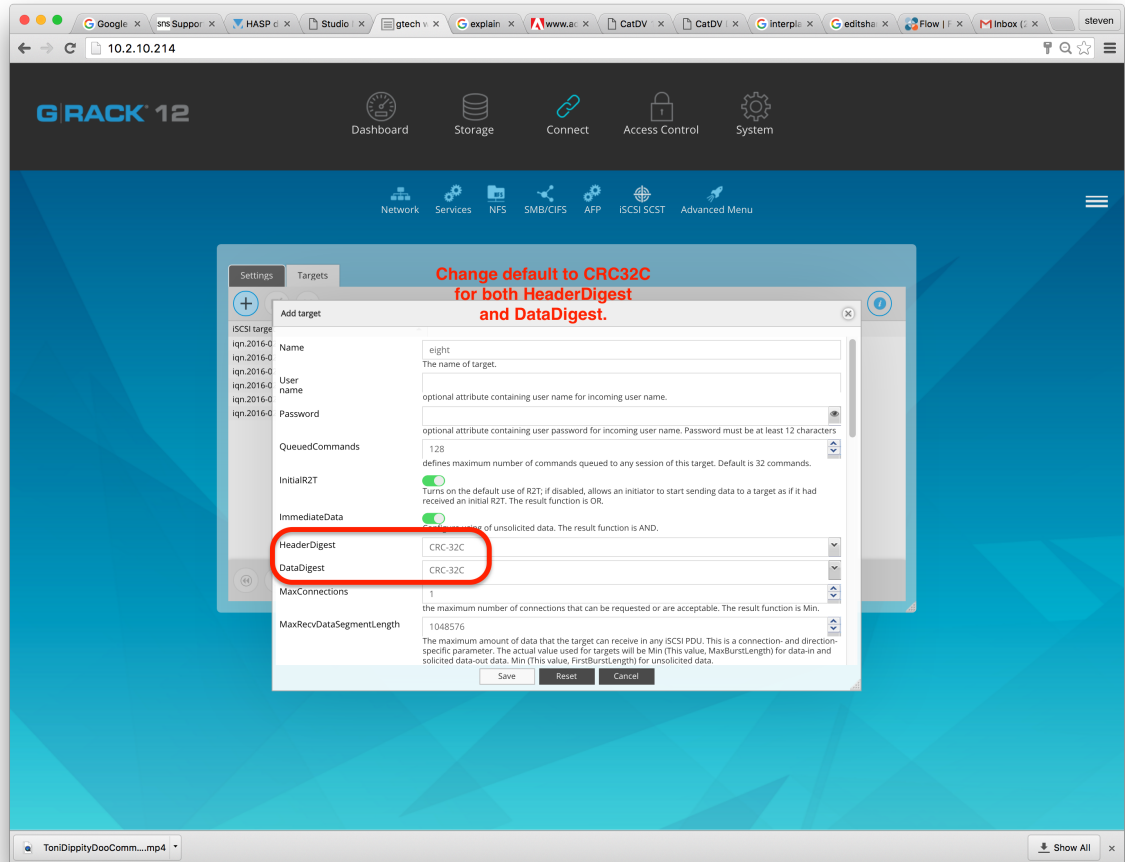 Google
sns Suppor
HASP d
Studio
gtech w
explain
www.ac
CatDV
CatDV
interpla
editsha
Flow | F
Inbox (2
steven
10.2.10.214
G|RACK 12
Dashboard
Storage
Connect
Access Control
System
Network
Services
NFS
SMB/CIFS
AFP
iSCSI SCST
Advanced Menu
Settings
Targets
Change default to CRC32C
for both HeaderDigest
and DataDigest.
Add target
iSCSI targe
iqn.2016-0
iqn.2016-0
iqn.2016-0
iqn.2016-0
iqn.2016-0
iqn.2016-0
Name
eight
The name of target.
User
name
optional attribute containing user name for incoming user name.
Password
optional attribute containing user password for incoming user name. Password must be at least 12 characters
QueuedCommands
128
defines maximum number of commands queued to any session of this target. Default is 32 commands.
InitialR2T
Turns on the default use of R2T; if disabled, allows an initiator to start sending data to a target as if it had
received an initial R2T. The result function is OR.
ImmediateData
Configure using of unsolicited data. The result function is AND.
HeaderDigest
CRC-32C
DataDigest
CRC-32C
MaxConnections
1
the maximum number of connections that can be requested or are acceptable. The result function is Min.
MaxRecvDataSegmentLength
1048576
The maximum amount of data that the target can receive in any iSCSI PDU. This is a connection- and direction-
specific parameter. The actual value used for targets will be Min (This value, MaxBurstLength) for data-in and
solicited data-out data. Min (This value, FirstBurstLength) for unsolicited data.
Save
Reset
Cancel
ToniDippityDooComm....mp4
Show All